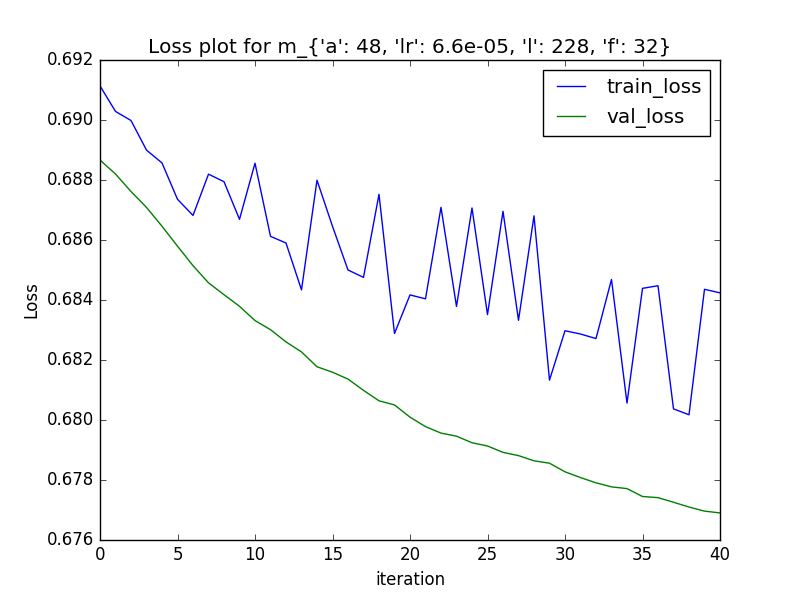 Loss plot for m_{'a': 48, 'lr': 6.6e-05, 'l': 228, 'f': 32}
train_loss
val_loss
Loss
0.692
0.690
0.688
0.686
0.684
0.682
0.680
0.678
0.676
0 5 10 15 20 25 30 35 40
iteration